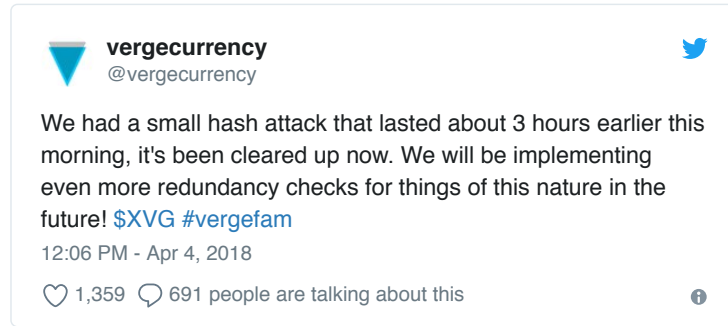 vergecurrency
@vergecurrency
We had a small hash attack that lasted about 3 hours earlier this
morning, it's been cleared up now. We will be implementing
even more redundancy checks for things of this nature in the
future! $XVG #vergefam
12:06 PM - Apr 4, 2018
1,359 691 people are talking about this